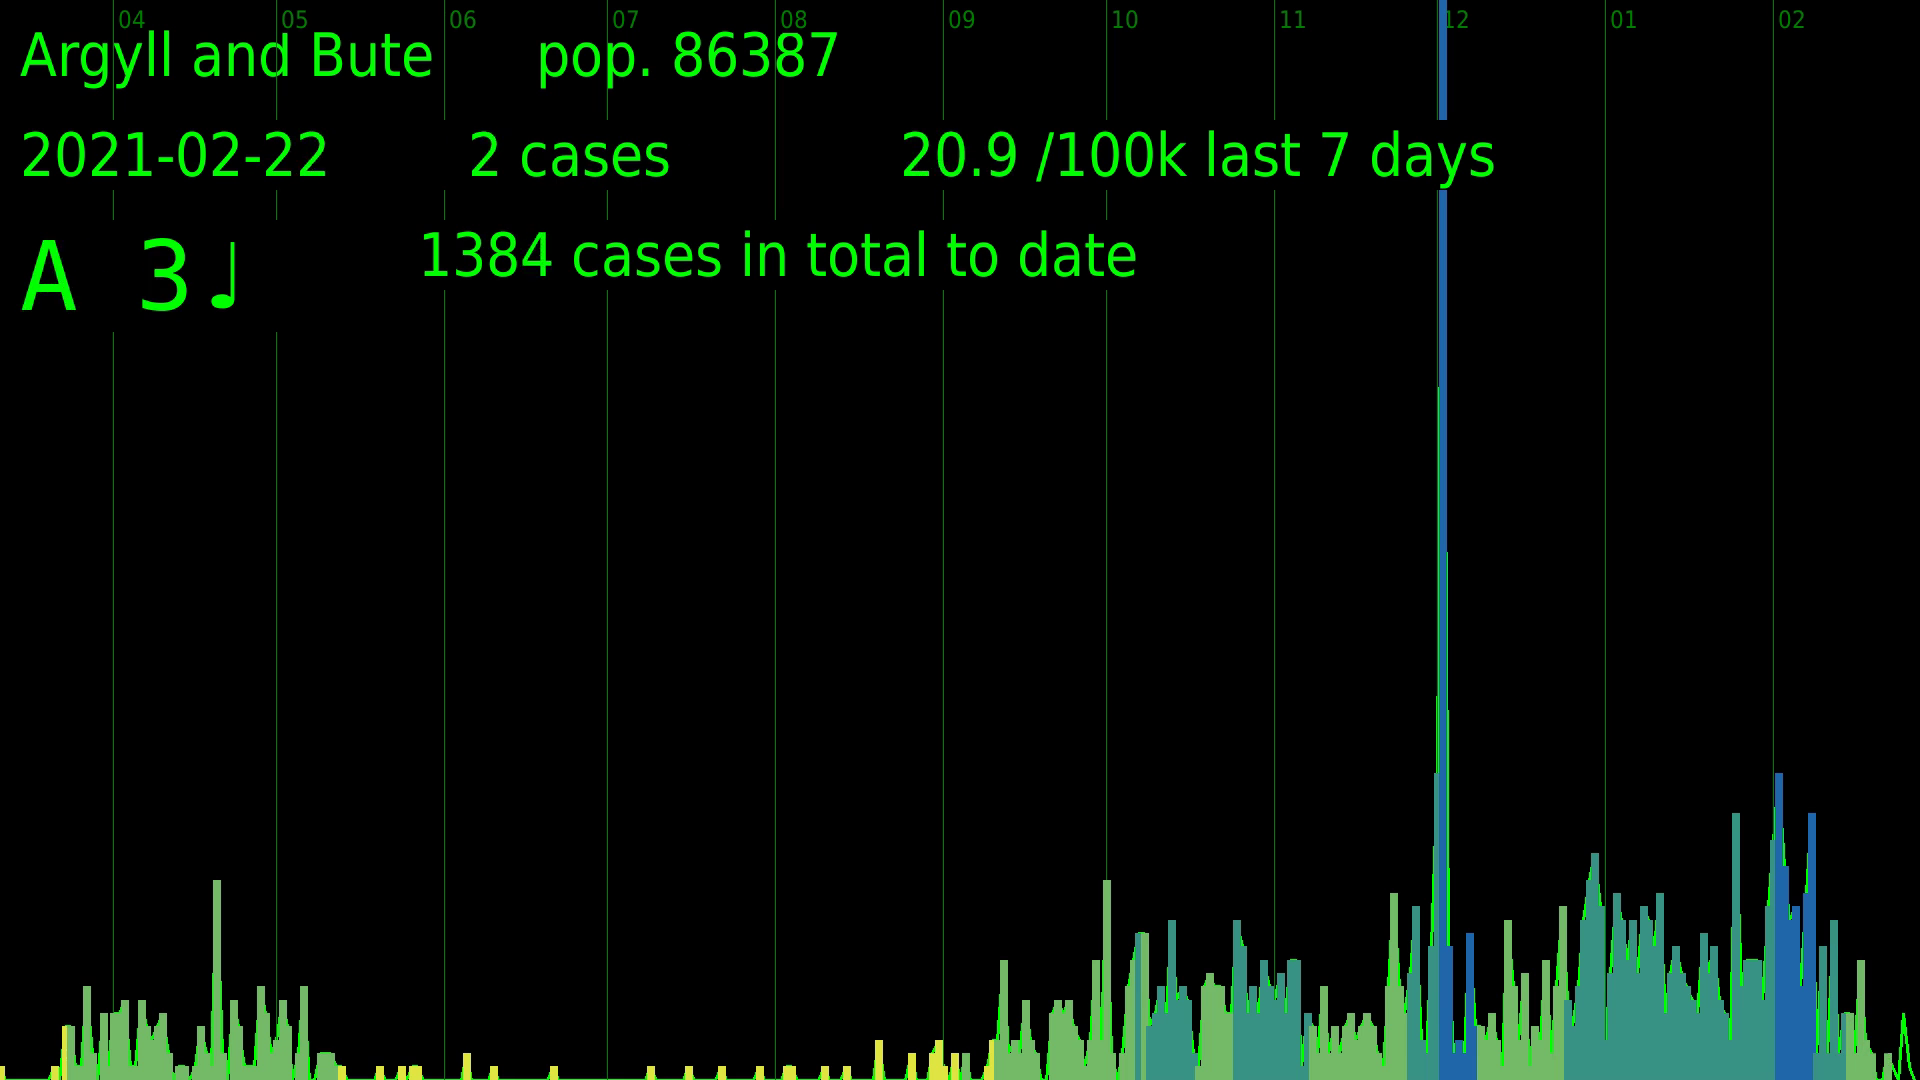 04 05 06 07 08 09 10 11 12 01 02
Argyll and Bute pop. 86387
2021-02-22 2 cases 20.9 /100k last 7 days
A 3♩ 1384 cases in total to date